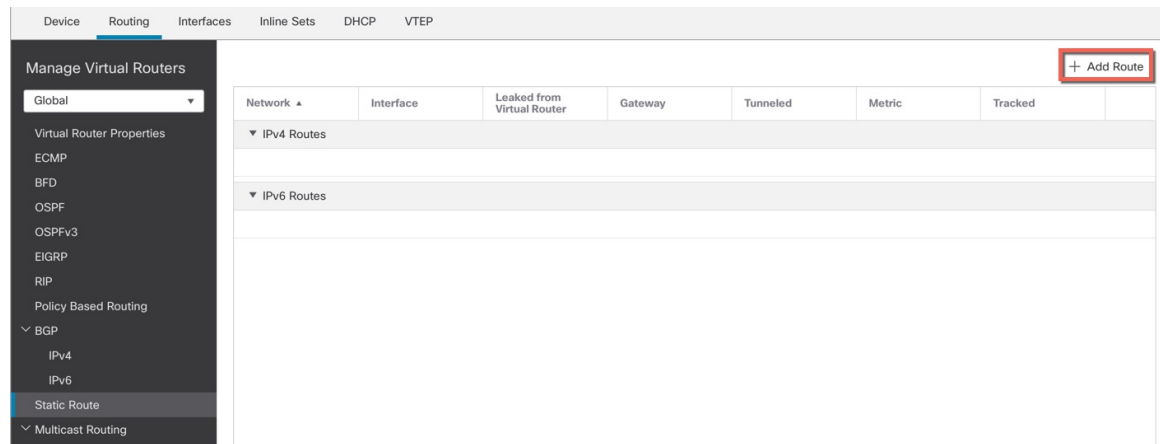 Device Routing Interfaces Inline Sets DHCP VTEP
Manage Virtual Routers
Global
Virtual Router Properties
ECMP
BFD
OSPF
OSPFv3
EIGRP
RIP
Policy Based Routing
BGP
IPv4
IPv6
Static Route
Multicast Routing
+ Add Route
Network Interface Leaked from Virtual Router Gateway Tunneled Metric Tracked
IPv4 Routes
IPv6 Routes